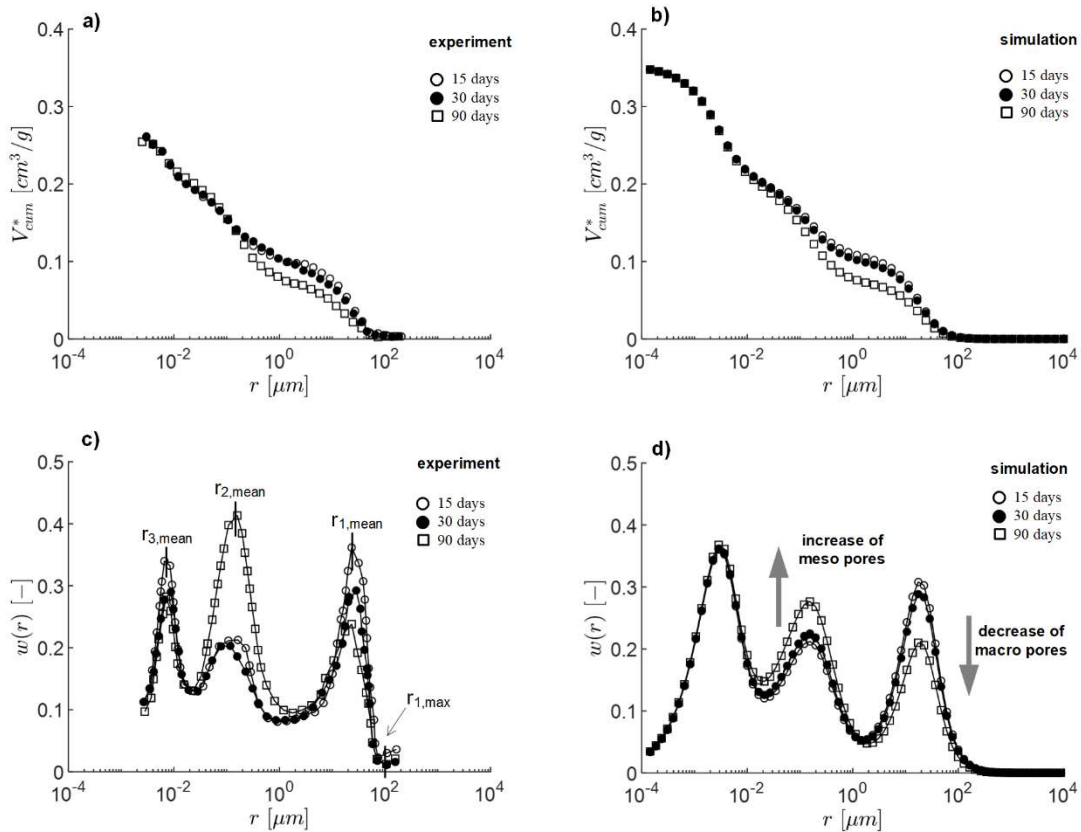 a)
experiment
15 days
30 days
90 days
0.4
0.3
0.2
0.1
0
V*cum [cm³/g]
10⁻⁴ 10⁻² 10⁰ 10² 10⁴
r [μm]
b)
simulation
15 days
30 days
90 days
0.4
0.3
0.2
0.1
0
V*cum [cm³/g]
10⁻⁴ 10⁻² 10⁰ 10² 10⁴
r [μm]
c)
experiment
15 days
30 days
90 days
r3,mean
r2,mean
r1,mean
r1,max
0.5
0.4
0.3
0.2
0.1
0
w(r) [−]
10⁻⁴ 10⁻² 10⁰ 10² 10⁴
r [μm]
d)
simulation
15 days
30 days
90 days
increase of
meso pores
decrease of
macro pores
0.5
0.4
0.3
0.2
0.1
0
w(r) [−]
10⁻⁴ 10⁻² 10⁰ 10² 10⁴
r [μm]